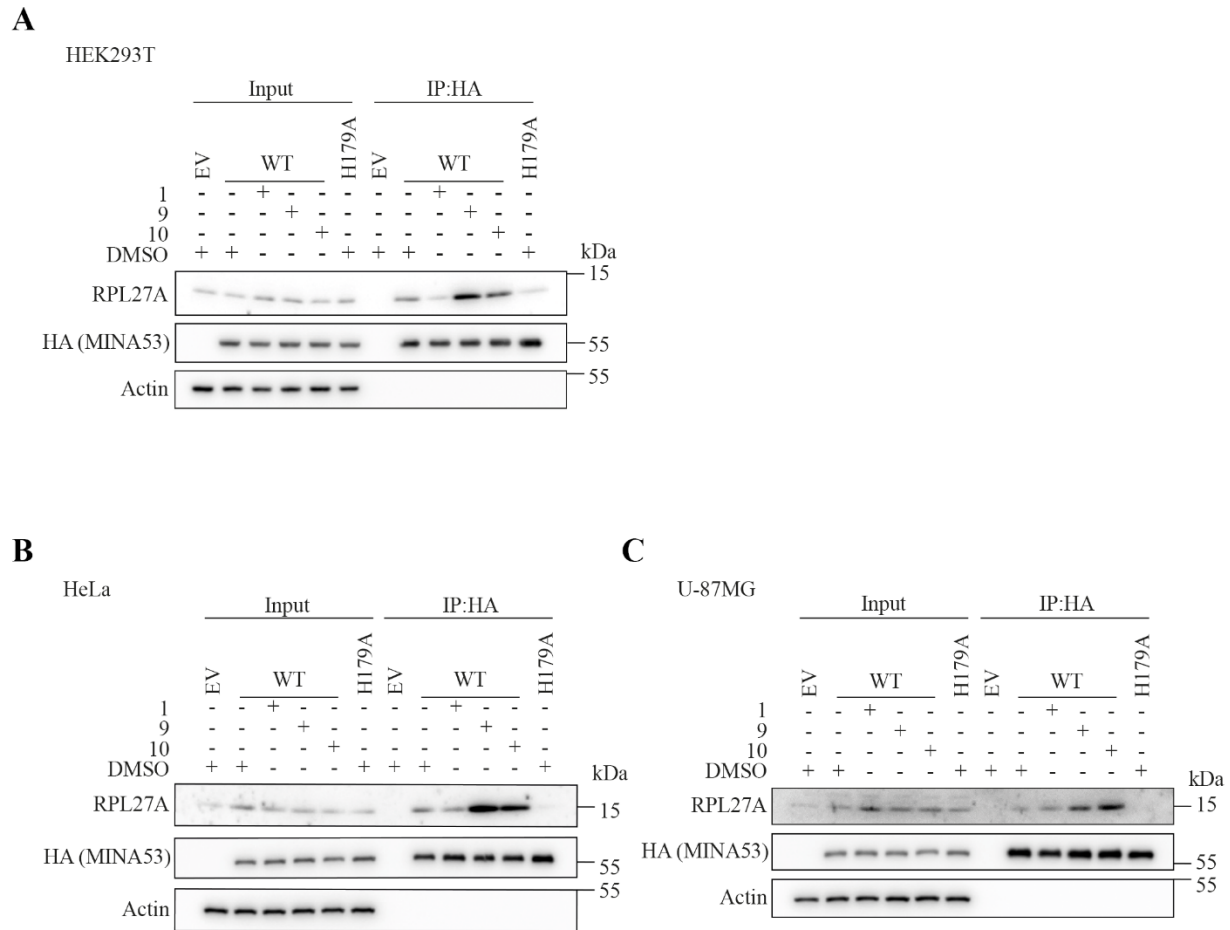 A
HEK293T
Input IP:HA
EV WT H179A EV WT H179A
1 - - + - - - - - + - - -
9 - - - + - - - - - + - -
10 - - - - + - - - - - + -
DMSO + + - - - + + + - - - + kDa
RPL27A 15
HA (MINA53) 55
Actin 55
B
HeLa
Input IP:HA
EV WT H179A EV WT H179A
1 - - + - - - - - + - - -
9 - - - + - - - - - + - -
10 - - - - + - - - - - + -
DMSO + + - - - + + + - - - + kDa
RPL27A 15
HA (MINA53) 55
Actin 55
C
U-87MG
Input IP:HA
EV WT H179A EV WT H179A
1 - - + - - - - - + - - -
9 - - - + - - - - - + - -
10 - - - - + - - - - - + -
DMSO + + - - - + + + - - - + kDa
RPL27A 15
HA (MINA53) 55
Actin 55